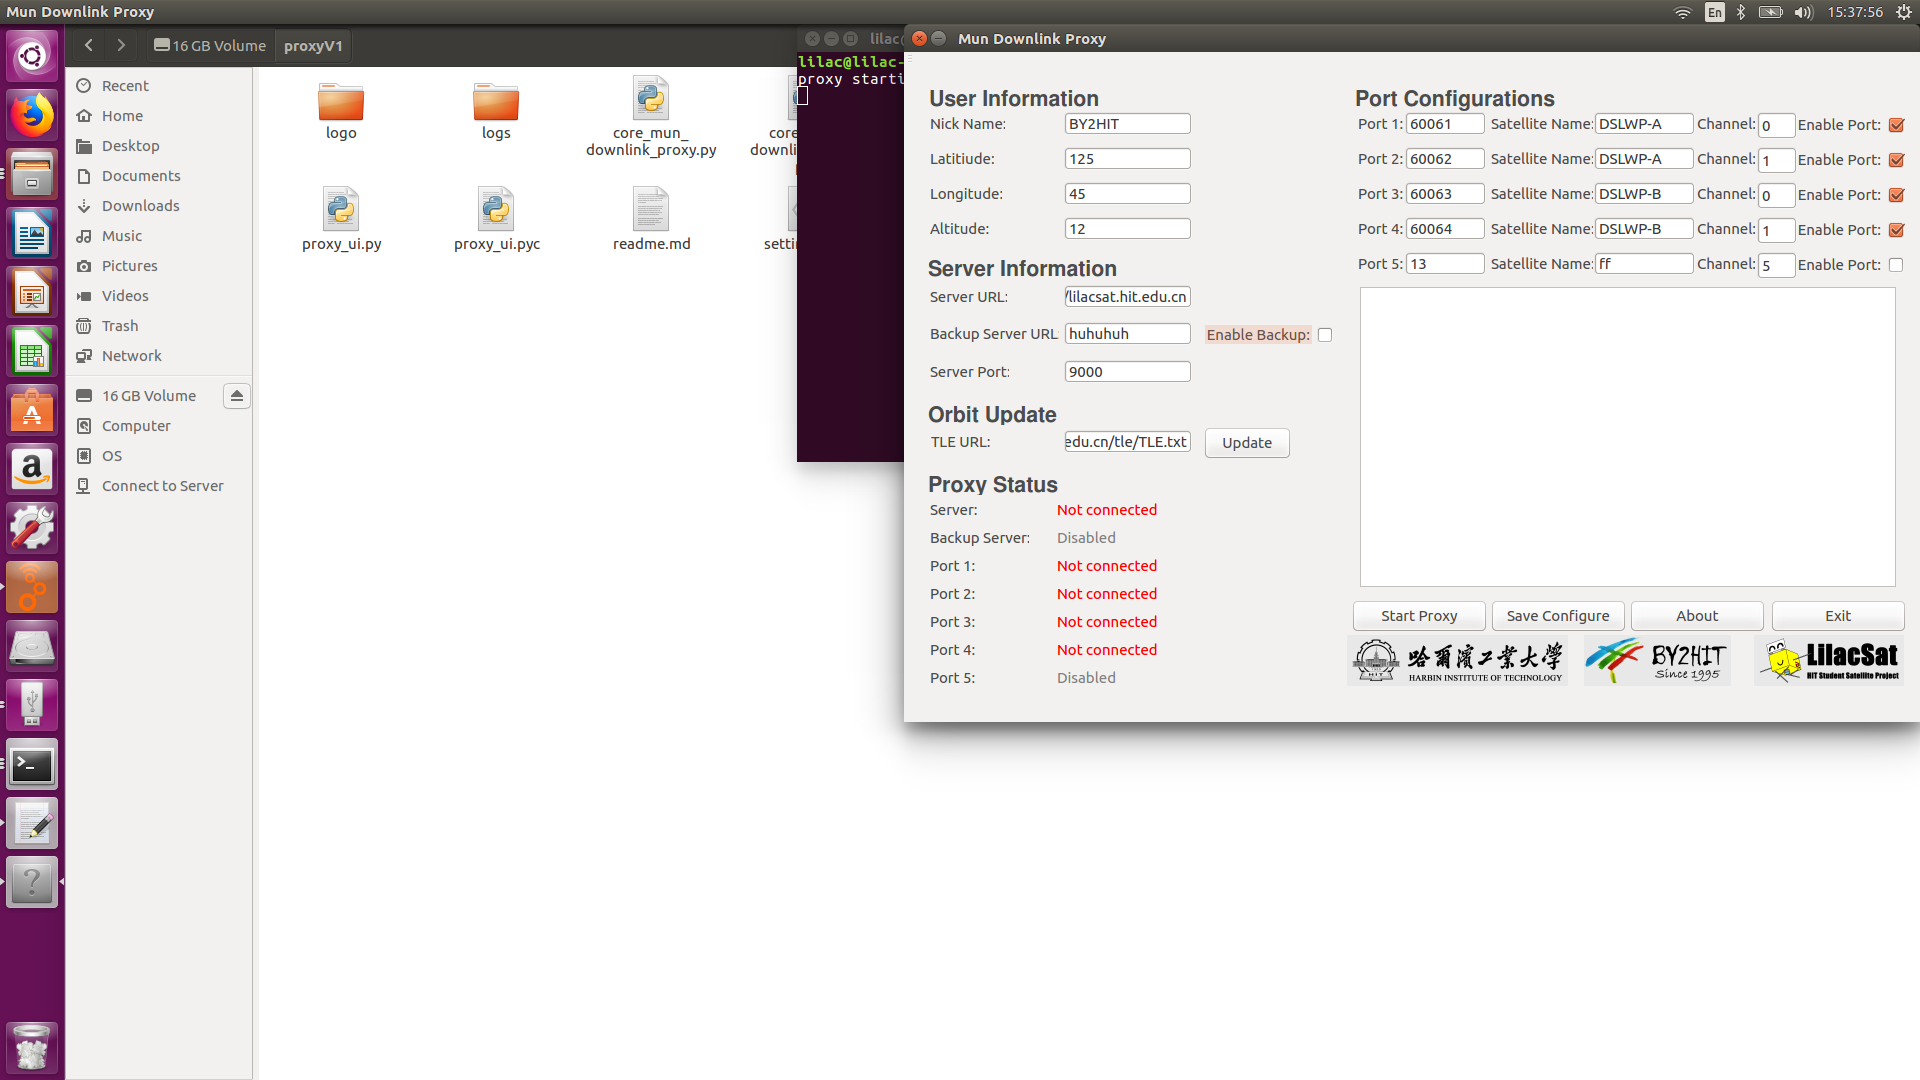 Mun Downlink Proxy
En
15:37:56
16 GB Volume
proxyV1
Recent
Home
Desktop
Documents
Downloads
Music
Pictures
Videos
Trash
Network
16 GB Volume
Computer
OS
Connect to Server
logo
logs
core_mun_
downlink_proxy.py
core
downlin
proxy_ui.py
proxy_ui.pyc
readme.md
settin
lilac@
lilac@lilac-
proxy starti
Mun Downlink Proxy
User Information
Nick Name: BY2HIT
Latitiude: 125
Longitude: 45
Altitude: 12
Server Information
Server URL: /lilacsat.hit.edu.cn
Backup Server URL: huhuhuh Enable Backup:
Server Port: 9000
Orbit Update
TLE URL: edu.cn/tle/TLE.txt Update
Proxy Status
Server: Not connected
Backup Server: Disabled
Port 1: Not connected
Port 2: Not connected
Port 3: Not connected
Port 4: Not connected
Port 5: Disabled
Port Configurations
Port 1: 60061 Satellite Name: DSLWP-A Channel: 0 Enable Port:
Port 2: 60062 Satellite Name: DSLWP-A Channel: 1 Enable Port:
Port 3: 60063 Satellite Name: DSLWP-B Channel: 0 Enable Port:
Port 4: 60064 Satellite Name: DSLWP-B Channel: 1 Enable Port:
Port 5: 13 Satellite Name: ff Channel: 5 Enable Port:
Start Proxy Save Configure About Exit
HIT
哈爾濱工業大學
HARBIN INSTITUTE OF TECHNOLOGY
BY2HIT
Since 1995
LilacSat
HIT Student Satellite Project